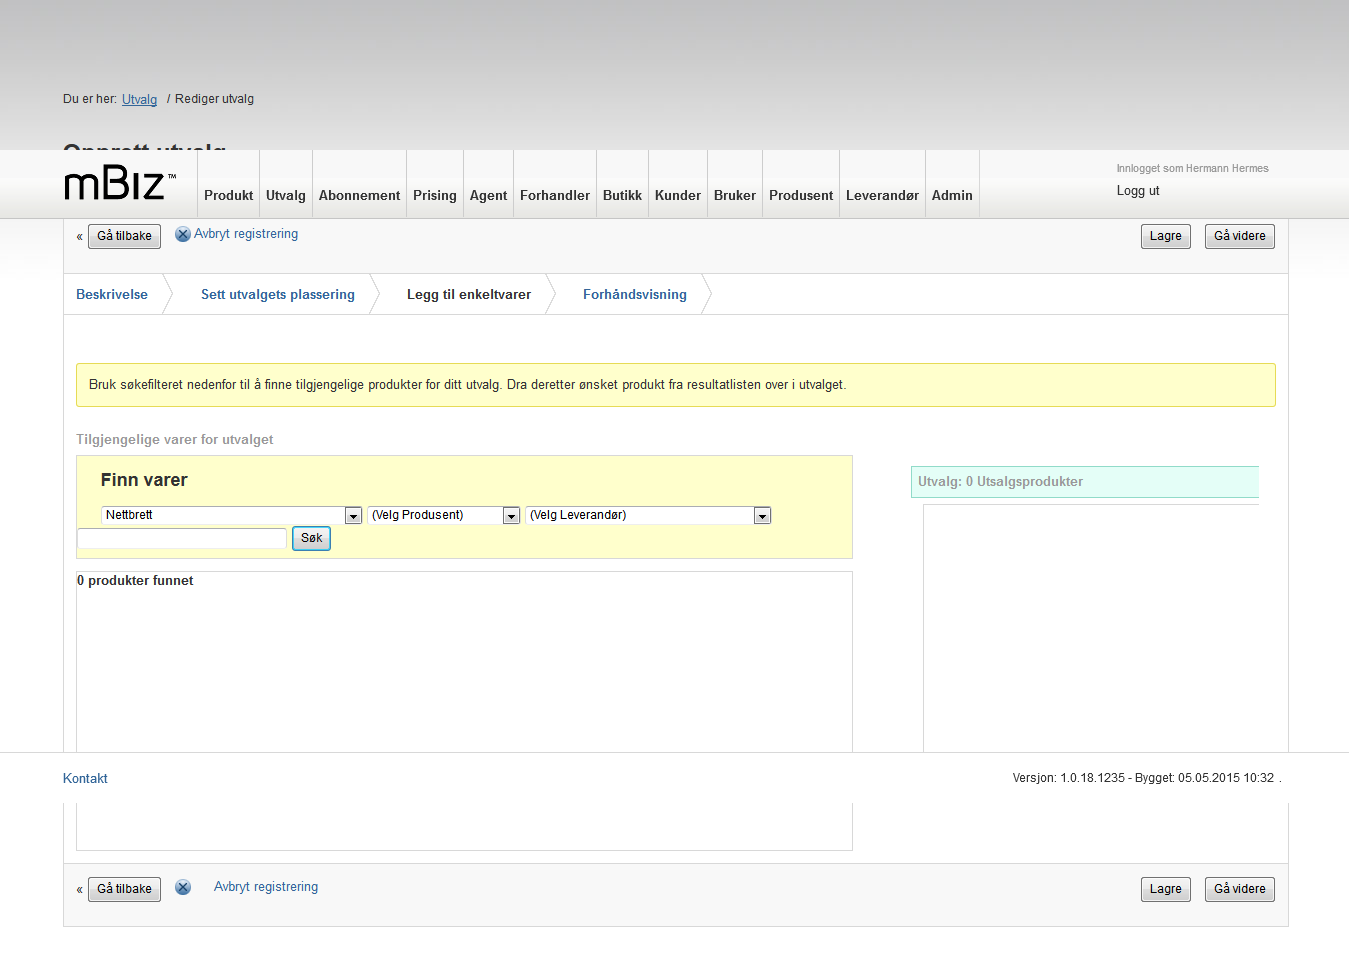 Du er her: Utvalg / Rediger utvalg
Opprett utvalg
mBiz™
Produkt Utvalg Abonnement Prising Agent Forhandler Butikk Kunder Bruker Produsent Leverandør Admin
Innlogget som Hermann Hermes
Logg ut
« Gå tilbake Avbryt registrering Lagre Gå videre
Beskrivelse Sett utvalgets plassering Legg til enkeltvarer Forhåndsvisning
Bruk søkefilteret nedenfor til å finne tilgjengelige produkter for ditt utvalg. Dra deretter ønsket produkt fra resultatlisten over i utvalget.
Tilgjengelige varer for utvalget
Finn varer
Nettbrett (Velg Produsent) (Velg Leverandør)
Søk
Utvalg: 0 Utsalgsprodukter
0 produkter funnet
Kontakt
Versjon: 1.0.18.1235 - Bygget: 05.05.2015 10:32 .
« Gå tilbake Avbryt registrering Lagre Gå videre